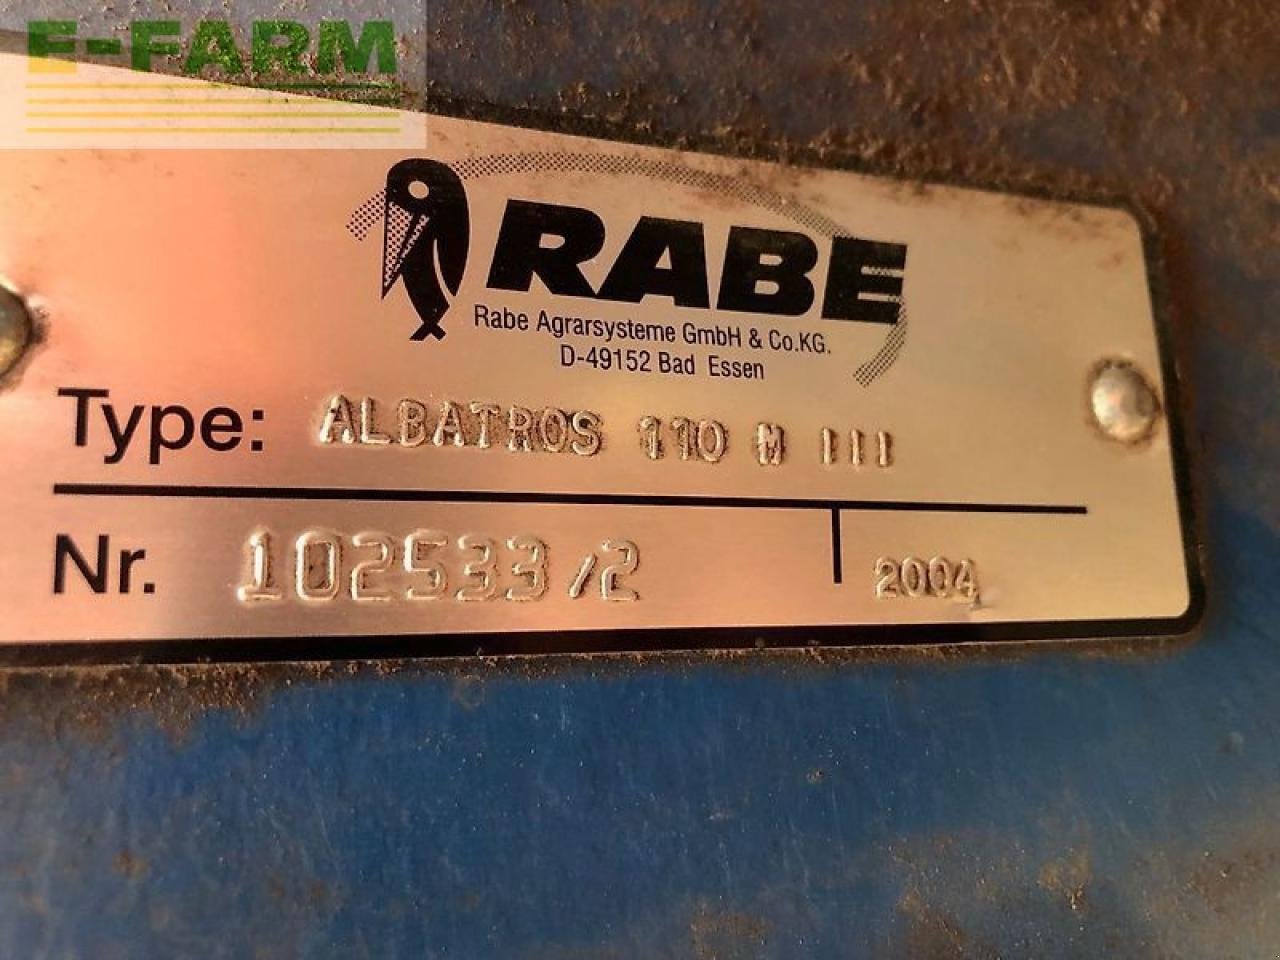 E-FARM
RABE
Rabe Agrarsysteme GmbH & Co.KG.
D-49152 Bad Essen
Type: ALBATROS 110 M III
Nr. 102533/2 2004